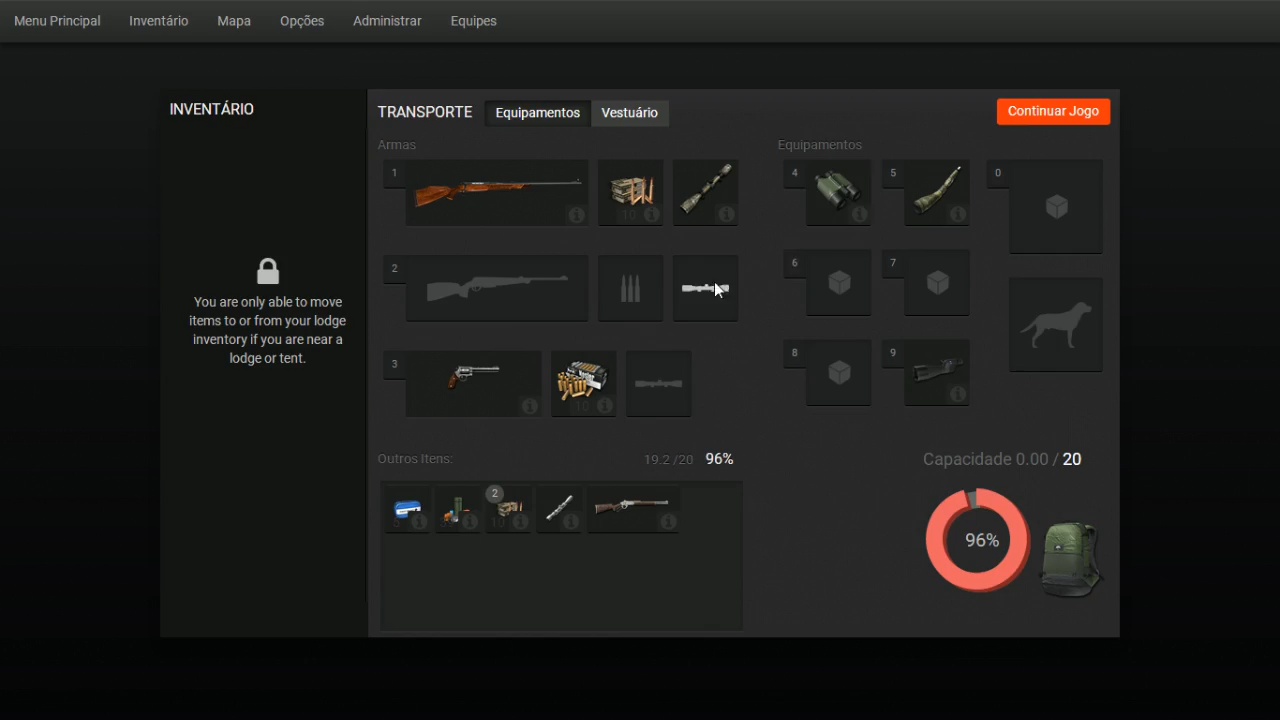 Menu Principal Inventário Mapa Opções Administrar Equipes
INVENTÁRIO
You are only able to move
items to or from your lodge
inventory if you are near a
lodge or tent.
TRANSPORTE Equipamentos Vestuário Continuar Jogo
Armas
1
10
2
3
10
Equipamentos
4 5 0
6 7
8 9
Outros Itens: 19.2 /20 96%
2
10
Capacidade 0.00 / 20
96%